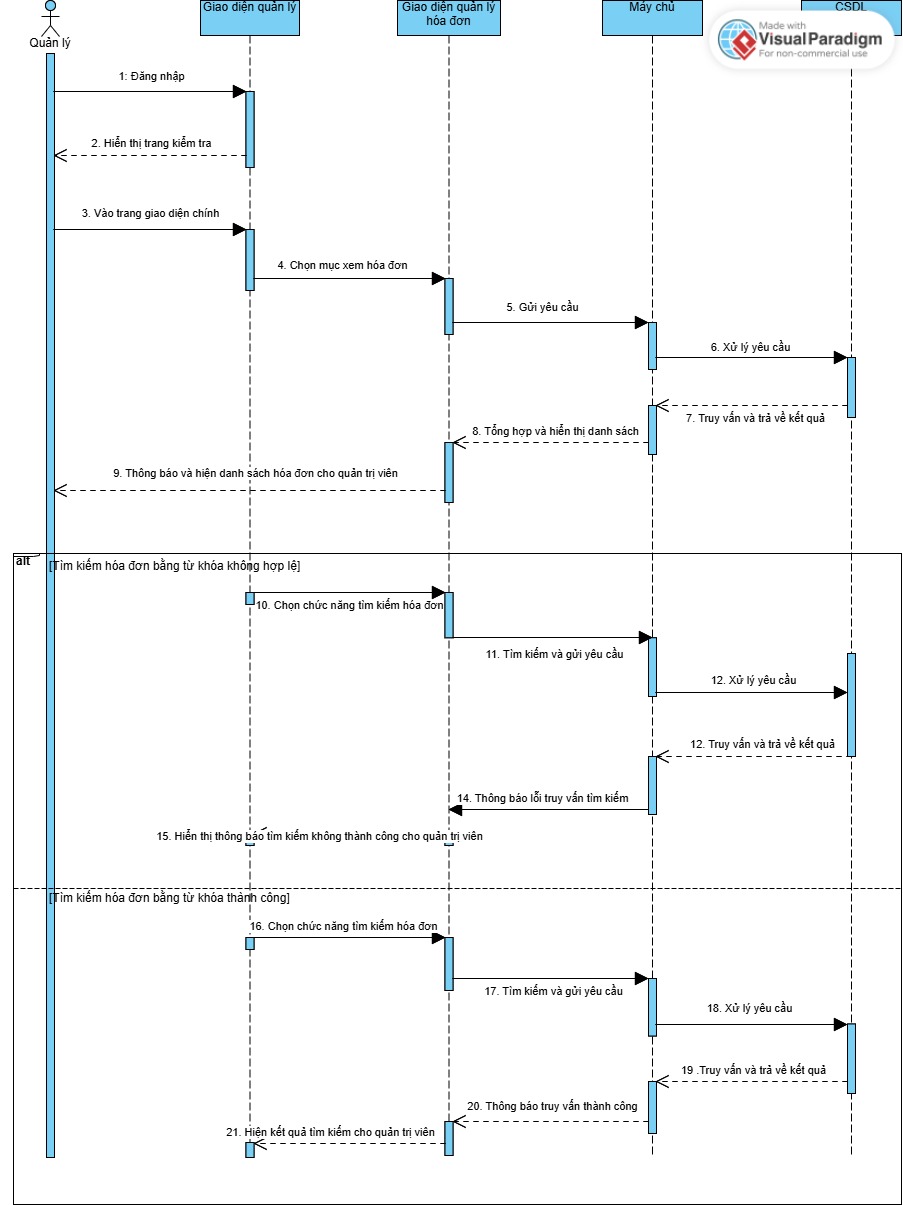 Giao diện quản lý
Giao diện quản lý
hóa đơn
Máy chủ
CSDL
Made with
Visual Paradigm
For non-commercial use
Quản lý
1: Đăng nhập
2. Hiển thị trang kiểm tra
3. Vào trang giao diện chính
4. Chọn mục xem hóa đơn
5. Gửi yêu cầu
6. Xử lý yêu cầu
7. Truy vấn và trả về kết quả
8. Tổng hợp và hiển thị danh sách
9. Thông báo và hiện danh sách hóa đơn cho quản trị viên
alt
[Tìm kiếm hóa đơn bằng từ khóa không hợp lệ]
10. Chọn chức năng tìm kiếm hóa đơn
11. Tìm kiếm và gửi yêu cầu
12. Xử lý yêu cầu
12. Truy vấn và trả về kết quả
14. Thông báo lỗi truy vấn tìm kiếm
15. Hiển thị thông báo tìm kiếm không thành công cho quản trị viên
[Tìm kiếm hóa đơn bằng từ khóa thành công]
16. Chọn chức năng tìm kiếm hóa đơn
17. Tìm kiếm và gửi yêu cầu
18. Xử lý yêu cầu
19 .Truy vấn và trả về kết quả
20. Thông báo truy vấn thành công
21. Hiện kết quả tìm kiếm cho quản trị viên